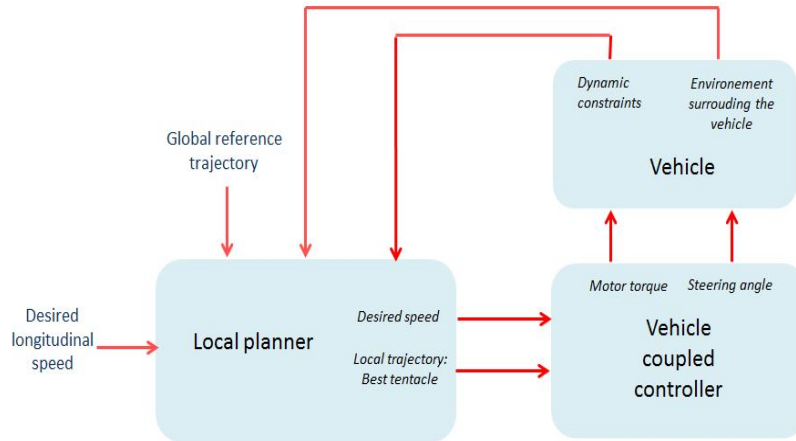 Dynamic
constraints
Environement
surrouding the
vehicle
Vehicle
Global reference
trajectory
Desired
longitudinal
speed
Local planner
Desired speed
Local trajectory:
Best tentacle
Motor torque
Steering angle
Vehicle
coupled
controller